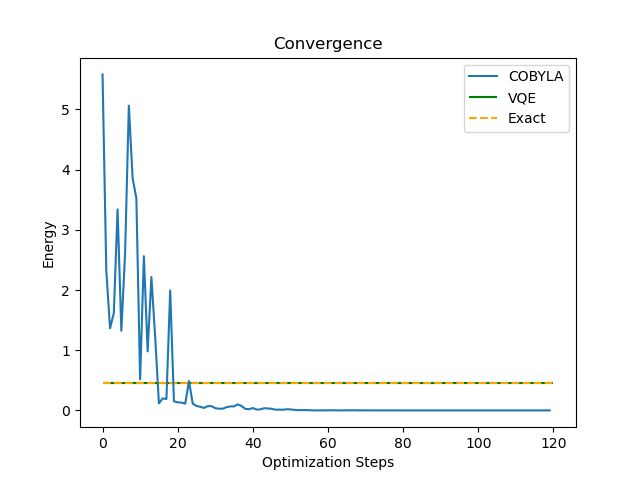 Convergence
COBYLA
VQE
Exact
Energy
5
4
3
2
1
0
0 20 40 60 80 100 120
Optimization Steps